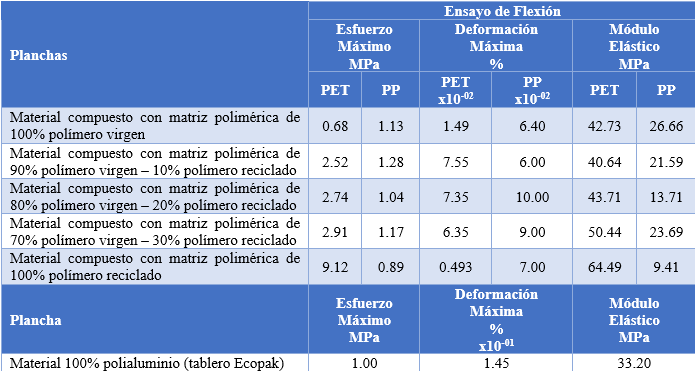 Planchas
Ensayo de Flexión
Esfuerzo
Máximo
MPa
Deformación
Máxima
%
Módulo
Elástico
MPa
PET PP PET
x10-02 PP
x10-02 PET PP
Material compuesto con matriz polimérica de
100% polímero virgen 0.68 1.13 1.49 6.40 42.73 26.66
Material compuesto con matriz polimérica de
90% polímero virgen – 10% polímero reciclado 2.52 1.28 7.55 6.00 40.64 21.59
Material compuesto con matriz polimérica de
80% polímero virgen – 20% polímero reciclado 2.74 1.04 7.35 10.00 43.71 13.71
Material compuesto con matriz polimérica de
70% polímero virgen – 30% polímero reciclado 2.91 1.17 6.35 9.00 50.44 23.69
Material compuesto con matriz polimérica de
100% polímero reciclado 9.12 0.89 0.493 7.00 64.49 9.41
Plancha
Esfuerzo
Máximo
MPa
Deformación
Máxima
%
x10-01
Módulo
Elástico
MPa
Material 100% polialuminio (tablero Ecopak) 1.00 1.45 33.20